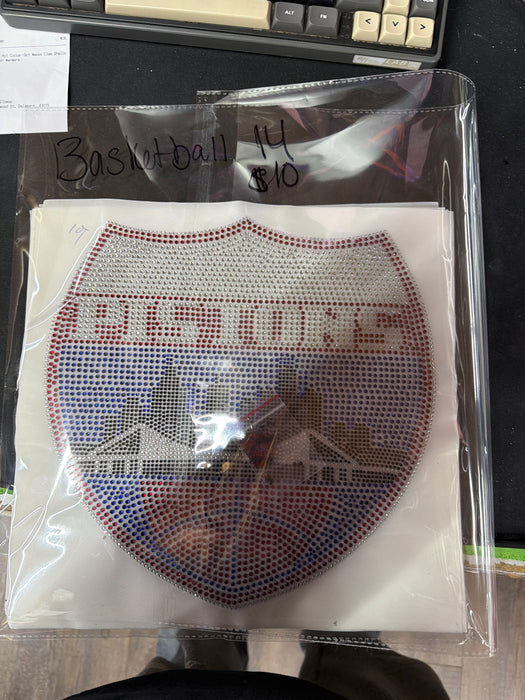 ALT
FN
<
v
>
Basketball 14
$10
PISTONS